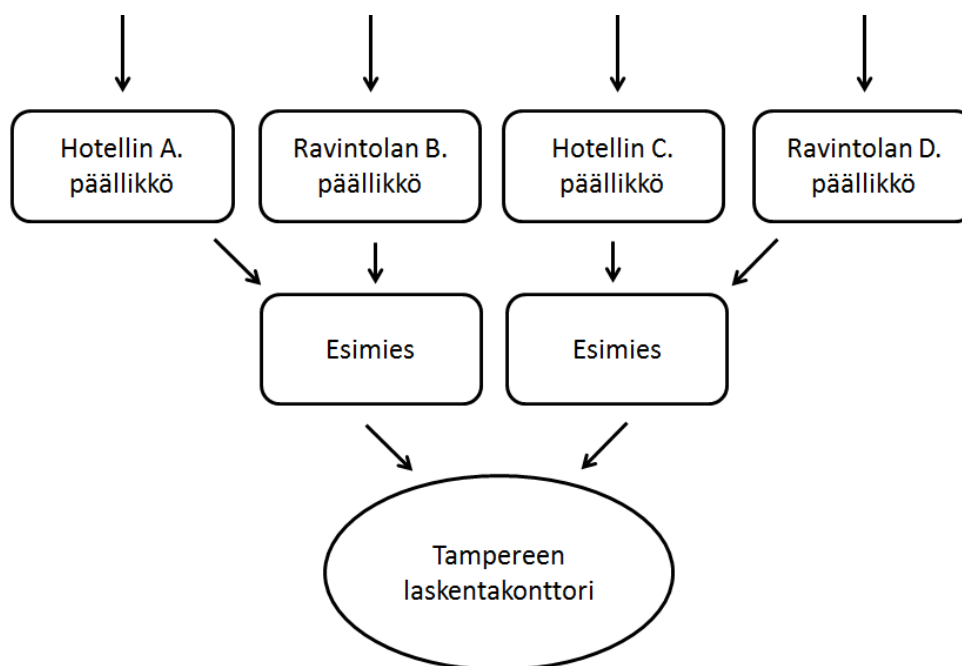 Hotellin A.
päällikkö
Ravintolan B.
päällikkö
Hotellin C.
päällikkö
Ravintolan D.
päällikkö
Esimies
Esimies
Tampereen
laskentakonttori